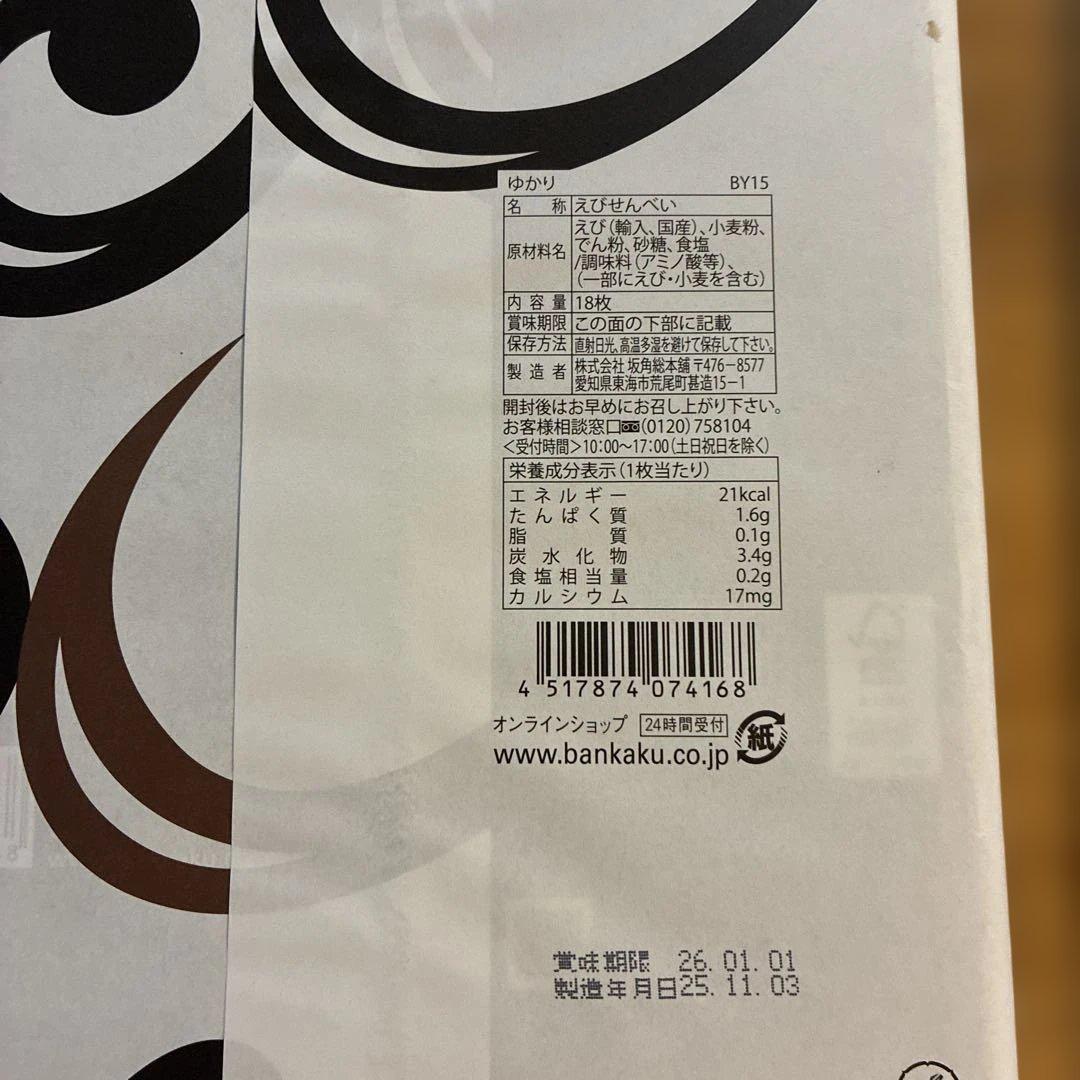 ゆかり BY15
名称 えびせんべい
原材料名 えび(輸入、国産)、小麦粉、
でん粉、砂糖、食塩
/調味料(アミノ酸等)、
(一部にえび・小麦を含む)
内容量 18枚
賞味期限 この面の下部に記載
保存方法 直射日光、高温多湿を避けて保存して下さい。
製造者 株式会社 坂角総本舖 〒476-8577
愛知県東海市荒尾町甚造15-1
開封後はお早めにお召し上がり下さい。
お客様相談窓口 (0120)758104
<受付時間>10:00~17:00(土日祝日を除く)
栄養成分表示(1枚当たり)
エネルギー 21kcal
たんぱく質 1.6g
脂質 0.1g
炭水化物 3.4g
食塩相当量 0.2g
カルシウム 17mg
4 517874 074168
オンラインショップ 24時間受付
www.bankaku.co.jp 紙
賞味期限 26.01.01
製造年月日 25.11.03